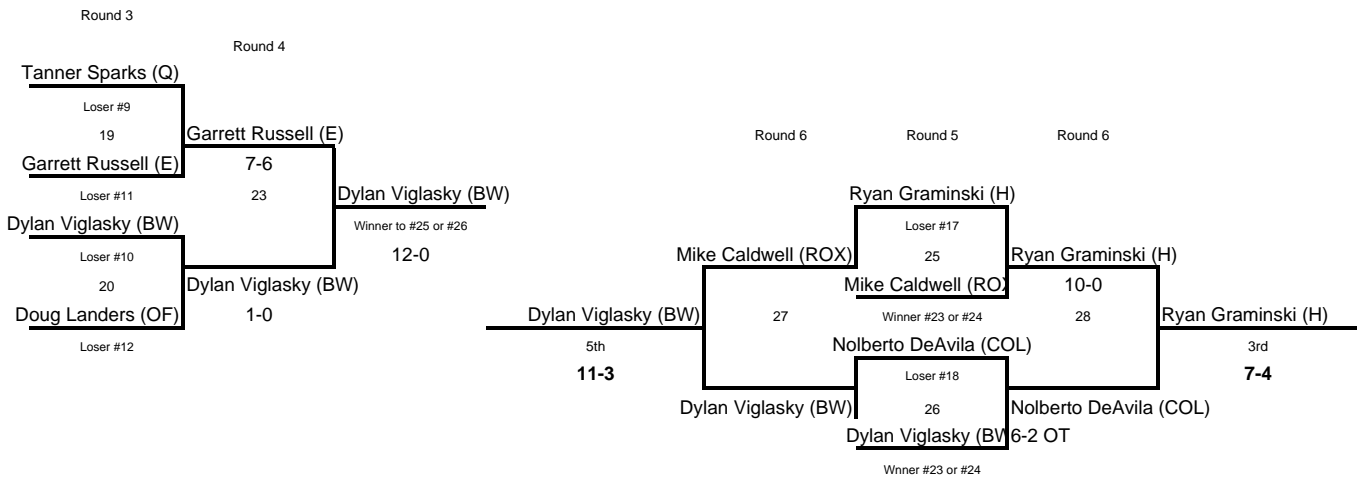 Round 3
Round 4
Tanner Sparks (Q)
Loser #9
19
Garrett Russell (E)
Garrett Russell (E)
7-6
Loser #11
23
Dylan Viglasky (BW)
Dylan Viglasky (BW)
Loser #10
Winner to #25 or #26
12-0
20
Dylan Viglasky (BW)
Doug Landers (OF)
1-0
Loser #12
Round 6
Round 5
Round 6
Ryan Graminski (H)
Loser #17
Mike Caldwell (ROX)
25
Ryan Graminski (H)
Mike Caldwell (ROX
10-0
Dylan Viglasky (BW)
27
Winner #23 or #24
28
Ryan Graminski (H)
5th
Nolberto DeAvila (COL)
3rd
11-3
Loser #18
7-4
Dylan Viglasky (BW)
26
Nolberto DeAvila (COL)
Dylan Viglasky (BW
6-2 OT
Wnner #23 or #24